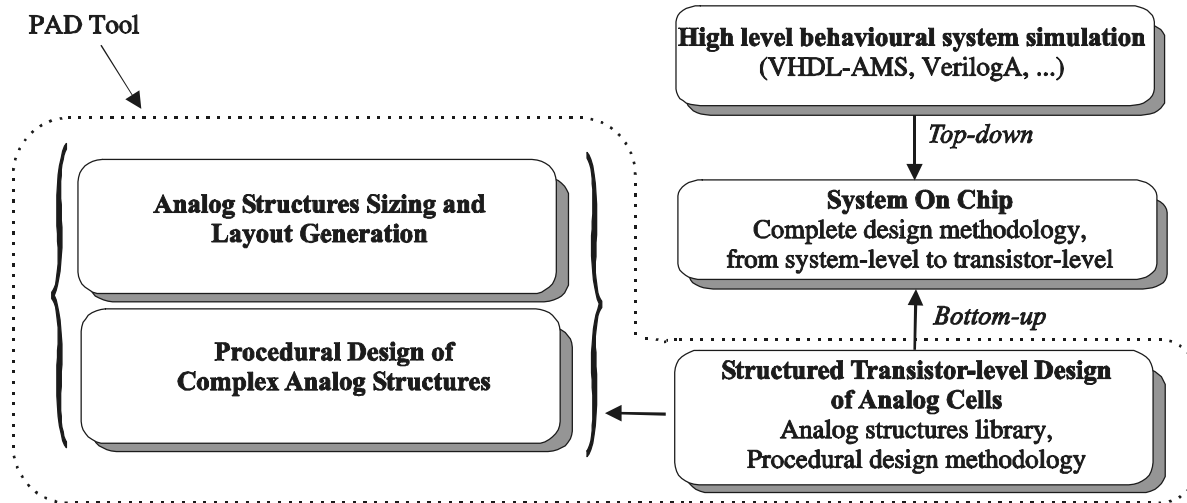 PAD Tool
High level behavioural system simulation
(VHDL-AMS, VerilogA, ...)
Top-down
Analog Structures Sizing and
Layout Generation
System On Chip
Complete design methodology,
from system-level to transistor-level
Bottom-up
Procedural Design of
Complex Analog Structures
Structured Transistor-level Design
of Analog Cells
Analog structures library,
Procedural design methodology